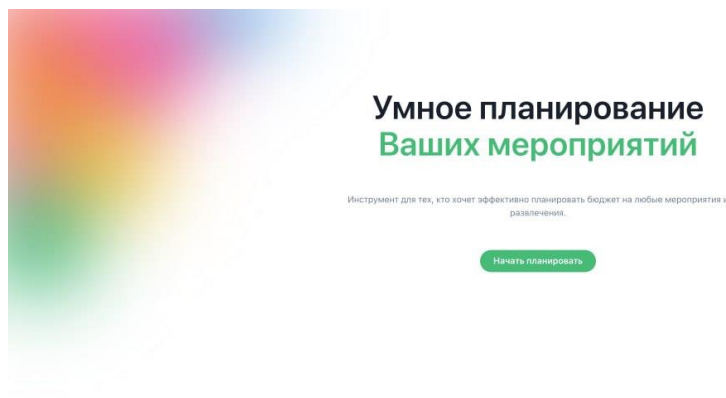 Умное планирование
Ваших мероприятий
Инструмент для тех, кто хочет эффективно планировать бюджет на любые мероприятия и
развлечения.
Начать планировать